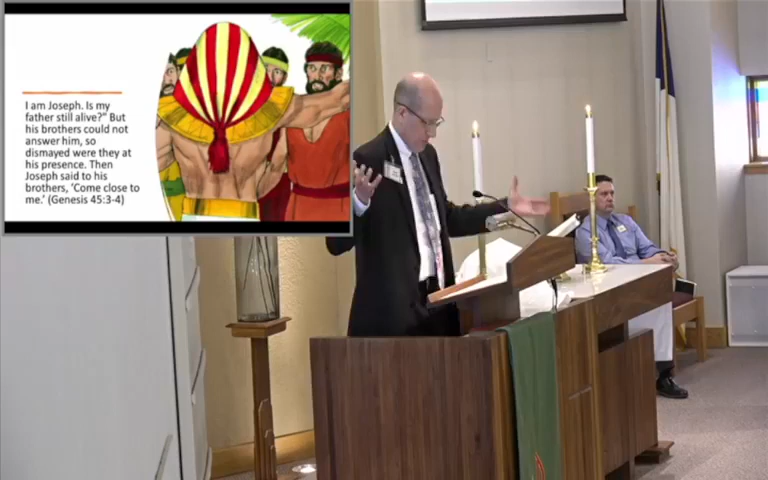 I am Joseph. Is my
father still alive?” But
his brothers could not
answer him, so
dismayed were they at
his presence. Then
Joseph said to his
brothers, ‘Come close to
me.’ (Genesis 45:3-4)